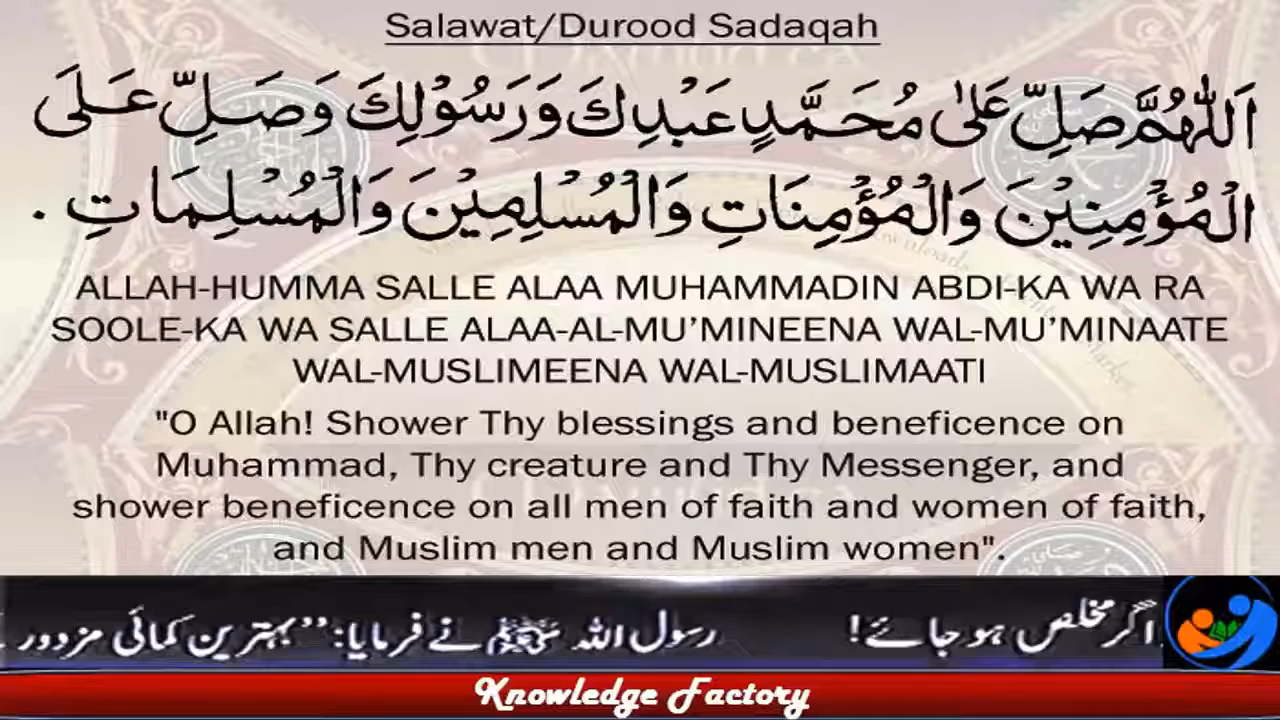 Salawat/Durood Sadaqah
اَللّٰهُمَّ صَلِّ عَلىٰ مُحَمَّدٍ عَبْدِكَ وَرَسُوْلِكَ وَصَلِّ عَلَى
الْمُؤْمِنِيْنَ وَالْمُؤْمِنَاتِ وَالْمُسْلِمِيْنَ وَالْمُسْلِمَاتِ .
ALLAH-HUMMA SALLE ALAA MUHAMMADIN ABDI-KA WA RA
SOOLE-KA WA SALLE ALAA-AL-MU’MINEENA WAL-MU’MINAATE
WAL-MUSLIMEENA WAL-MUSLIMAATI
"O Allah! Shower Thy blessings and beneficence on
Muhammad, Thy creature and Thy Messenger, and
shower beneficence on all men of faith and women of faith,
and Muslim men and Muslim women".
اگر مخلص ہو جائے! رسول اللہ ﷺ نے فرمایا: ’’بہترین کمائی مزدور
Knowledge Factory